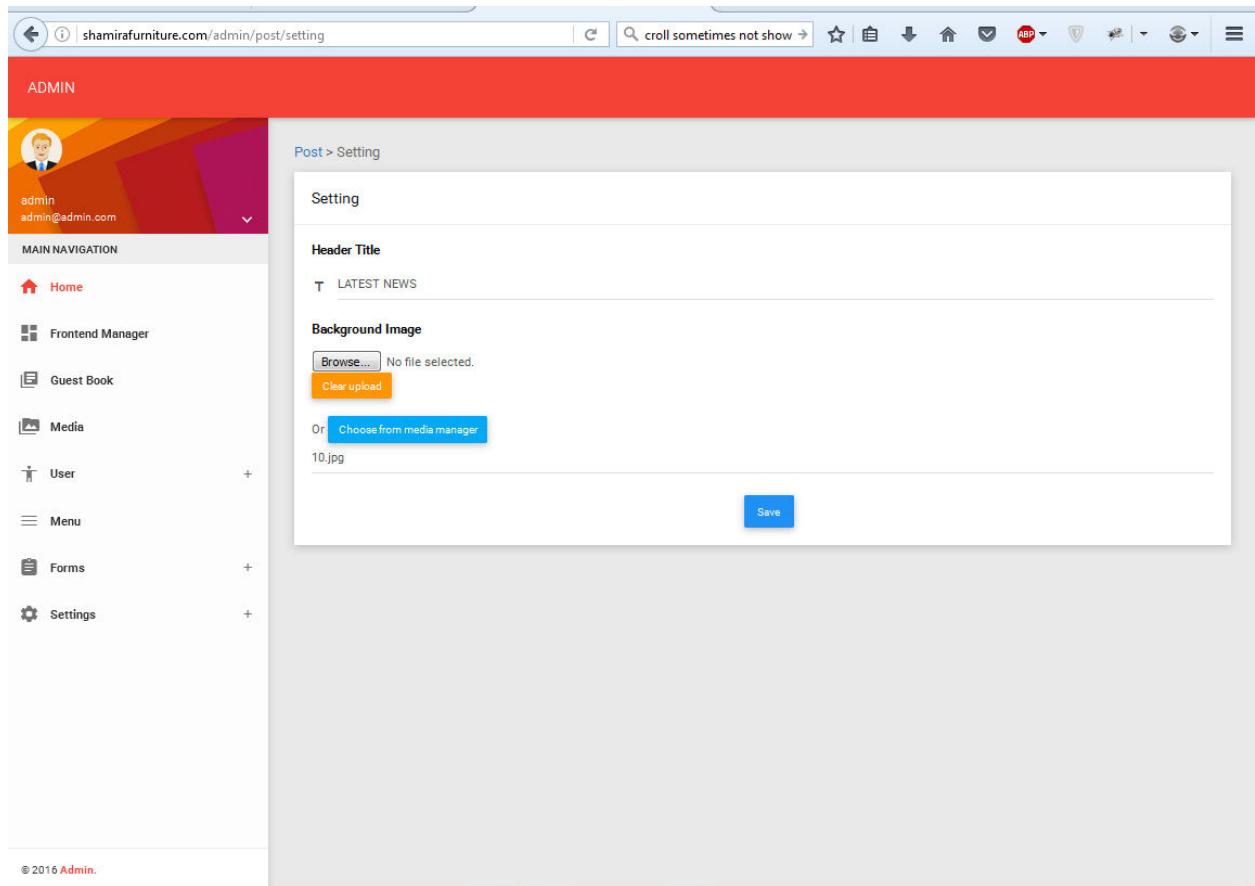 shamirafurniture.com/admin/post/setting
croll sometimes not show
ABP
ADMIN
admin
admin@admin.com
MAIN NAVIGATION
Home
Frontend Manager
Guest Book
Media
User +
Menu
Forms +
Settings +
© 2016 Admin.
Post > Setting
Setting
Header Title
LATEST NEWS
Background Image
Browse... No file selected.
Clear upload
Or Choose from media manager
10.jpg
Save